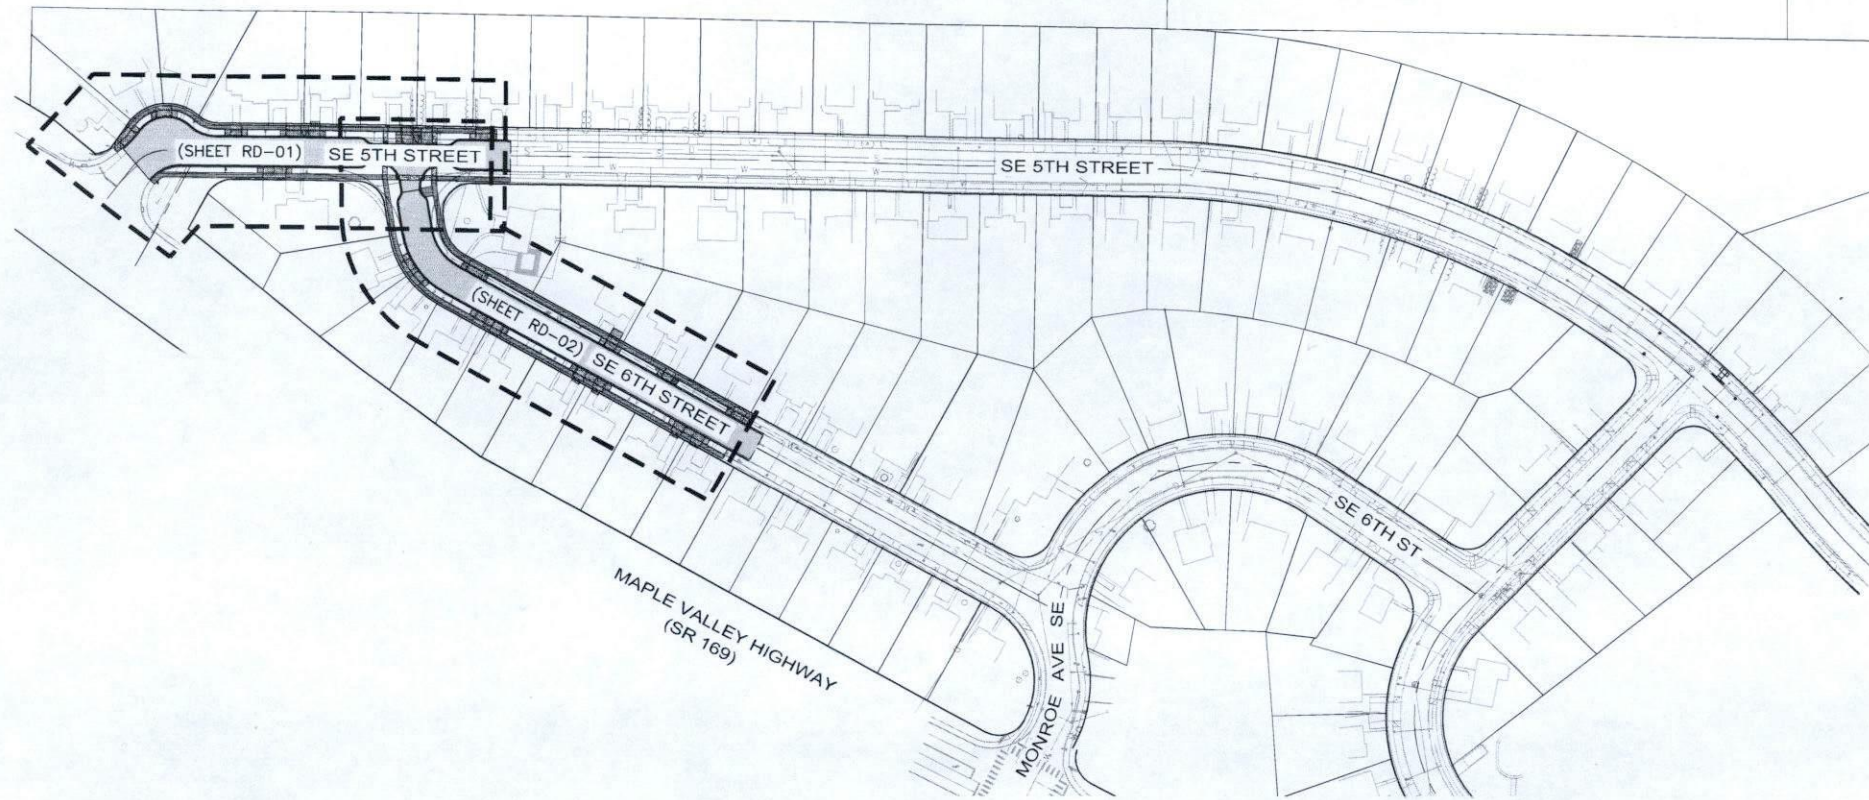 (SHEET RD-01)
SE 5TH STREET
SE 5TH STREET
(SHEET RD-02)
SE 6TH STREET
SE 6TH ST
MAPLE VALLEY HIGHWAY
(SR 169)
MONROE AVE SE